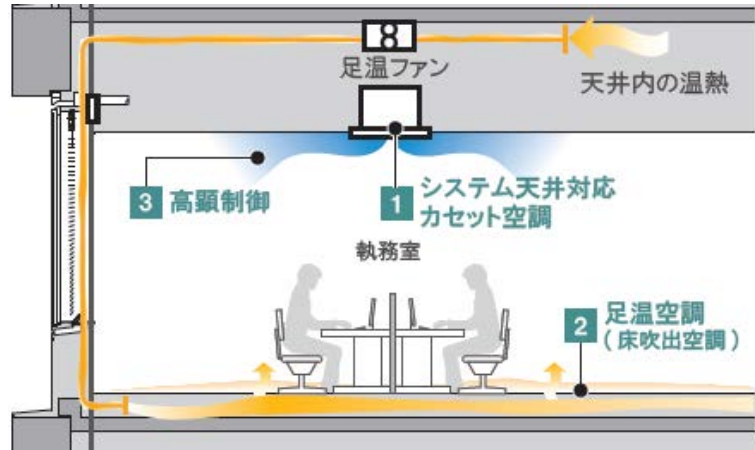 足温ファン
天井内の温熱
3 高顕制御
1 システム天井対応
カセット空調
執務室
2 足温空調
(床吹出空調)